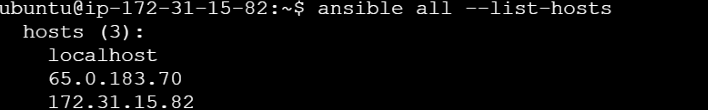 ubuntu@ip-172-31-15-82:~$ ansible all --list-hosts
hosts (3):
localhost
65.0.183.70
172.31.15.82